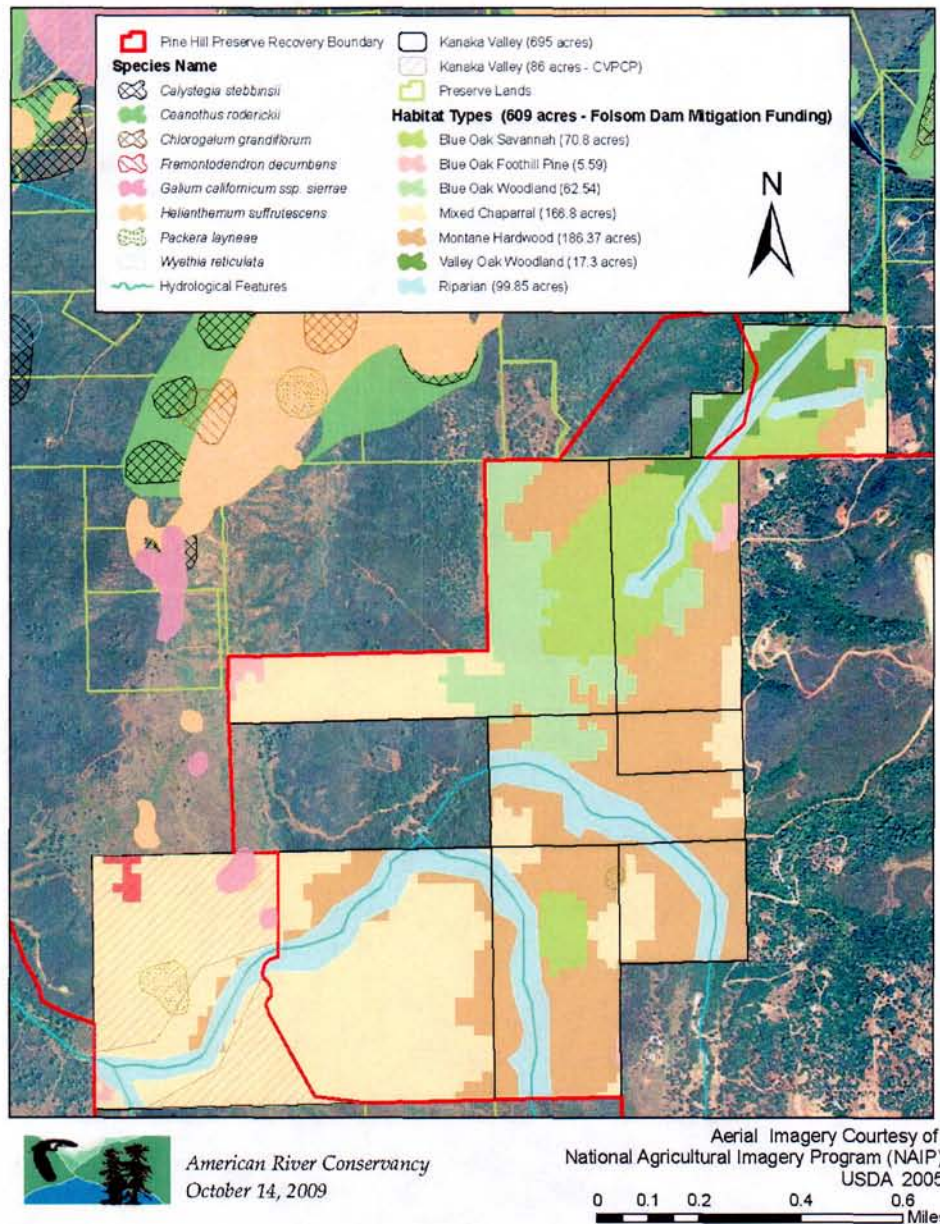 Pine Hill Preserve Recovery Boundary
Species Name
Calystegia stebbinsii
Ceanothus roderickii
Chlorogalum grandiflorum
Fremontodendron decumbens
Galium californicum ssp. sierrae
Helianthemum suffrutescens
Packera layneae
Wyethia reticulata
Hydrological Features
Kanaka Valley (695 acres)
Kanaka Valley (86 acres - CVPCP)
Preserve Lands
Habitat Types (609 acres - Folsom Dam Mitigation Funding)
Blue Oak Savannah (70.8 acres)
Blue Oak Foothill Pine (5.59)
Blue Oak Woodland (62.54)
Mixed Chaparral (166.8 acres)
Montane Hardwood (186.37 acres)
Valley Oak Woodland (17.3 acres)
Riparian (99.85 acres)
N
American River Conservancy
October 14, 2009
Aerial Imagery Courtesy of
National Agricultural Imagery Program (NAIP)
USDA 2005
0 0.1 0.2 0.4 0.6
Miles